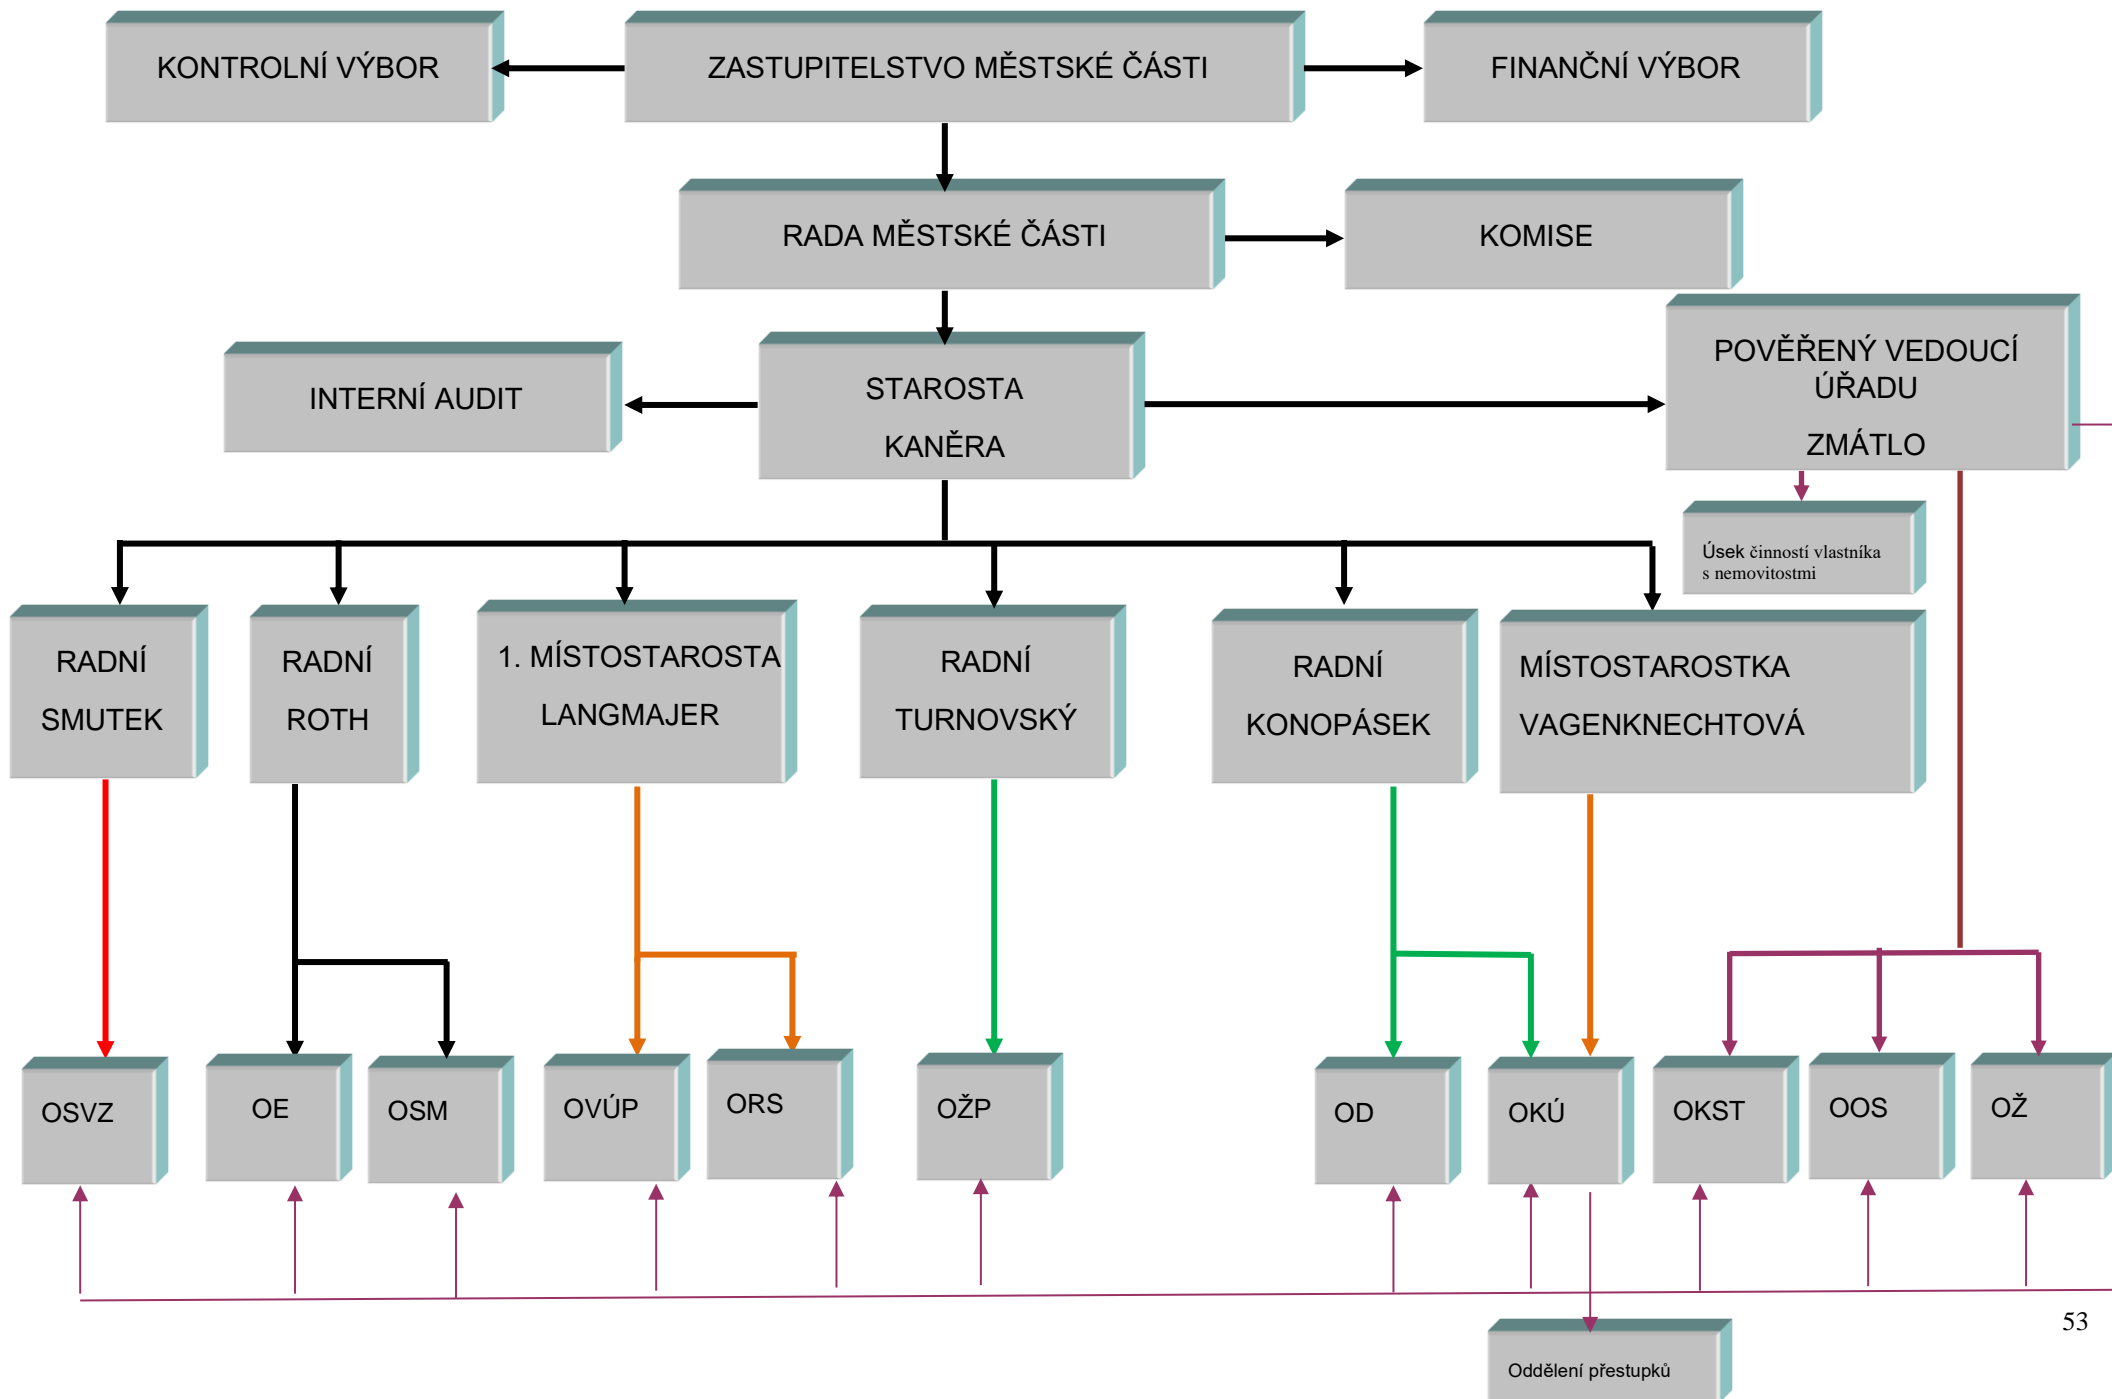 KONTROLNÍ VÝBOR
ZASTUPITELSTVO MĚSTSKÉ ČÁSTI
FINANČNÍ VÝBOR
RADA MĚSTSKÉ ČÁSTI
KOMISE
INTERNÍ AUDIT
STAROSTA
KANĚRA
POVĚŘENÝ VEDOUCÍ
ÚŘADU
ZMÁTLO
Úsek činností vlastníka
s nemovitostmi
RADNÍ
SMUTEK
RADNÍ
ROTH
1. MÍSTOSTAROSTA
LANGMAJER
RADNÍ
TURNOVSKÝ
RADNÍ
KONOPÁSEK
MÍSTOSTAROSTKA
VAGENKNECHTOVÁ
OSVZ
OE
OSM
OVÚP
ORS
OŽP
OD
OKÚ
OKST
OOS
OŽ
53
Oddělení přestupků